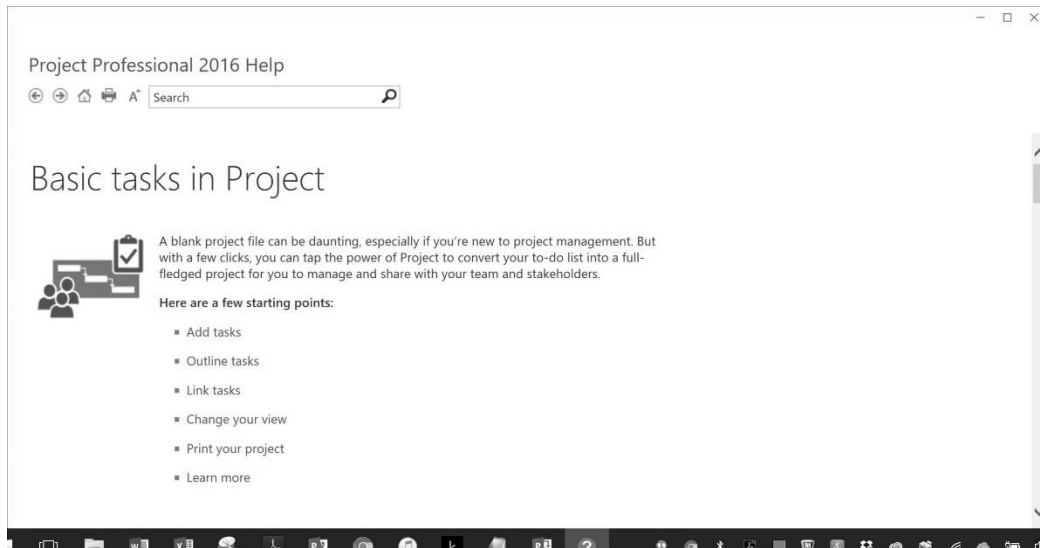 Project Professional 2016 Help
Search
Basic tasks in Project
A blank project file can be daunting, especially if you're new to project management. But
with a few clicks, you can tap the power of Project to convert your to-do list into a full-
fledged project for you to manage and share with your team and stakeholders.
Here are a few starting points:
Add tasks
Outline tasks
Link tasks
Change your view
Print your project
Learn more